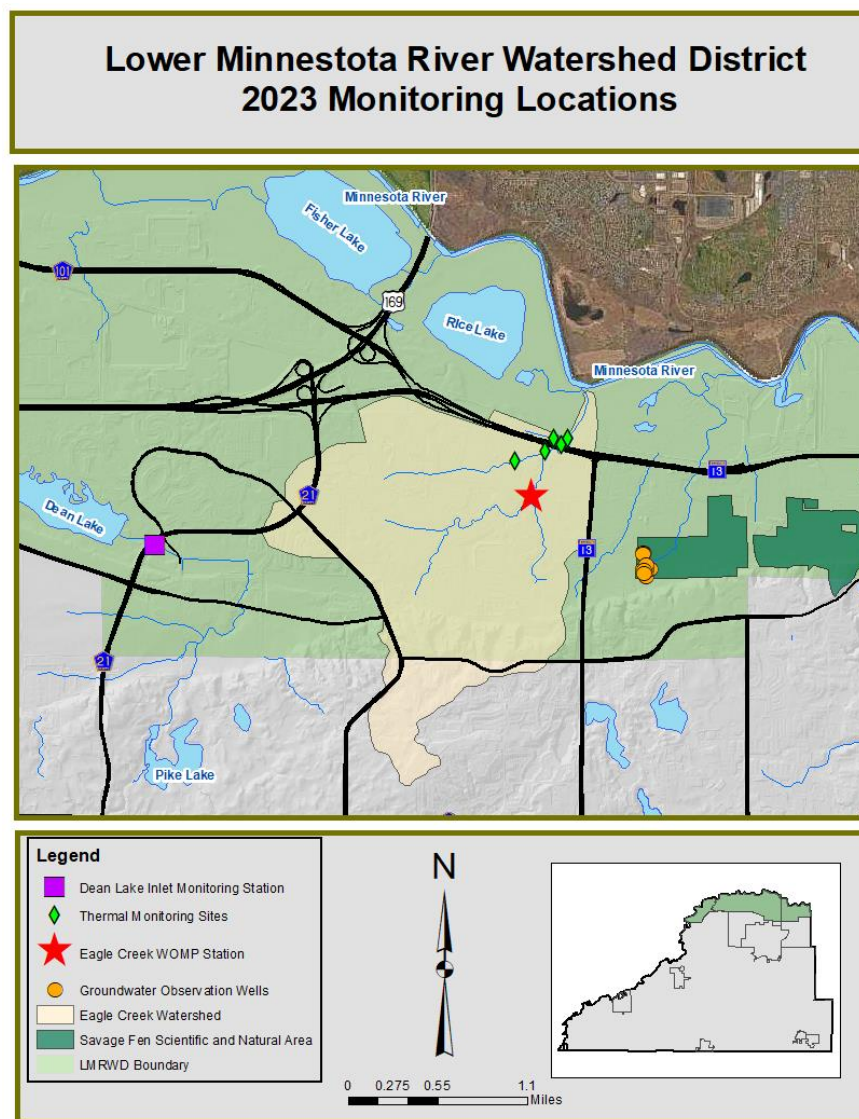 Lower Minnestota River Watershed District
2023 Monitoring Locations
Minnesota River
Fisher Lake
101
169
Rice Lake
Minnesota River
13
21
Dean Lake
13
21
Pike Lake
Legend
Dean Lake Inlet Monitoring Station
Thermal Monitoring Sites
Eagle Creek WOMP Station
Groundwater Observation Wells
Eagle Creek Watershed
Savage Fen Scientific and Natural Area
LMRWD Boundary
N
0 0.275 0.55 1.1
Miles